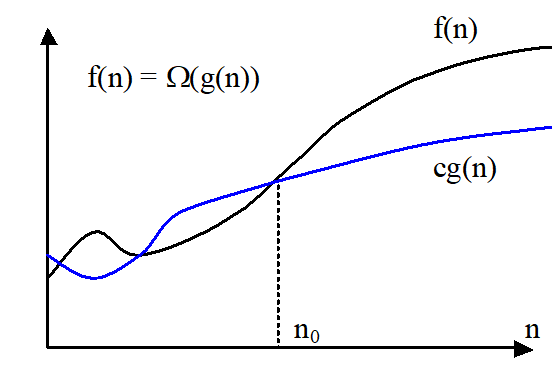 f(n)
f(n) = Ω(g(n))
cg(n)
n₀
n